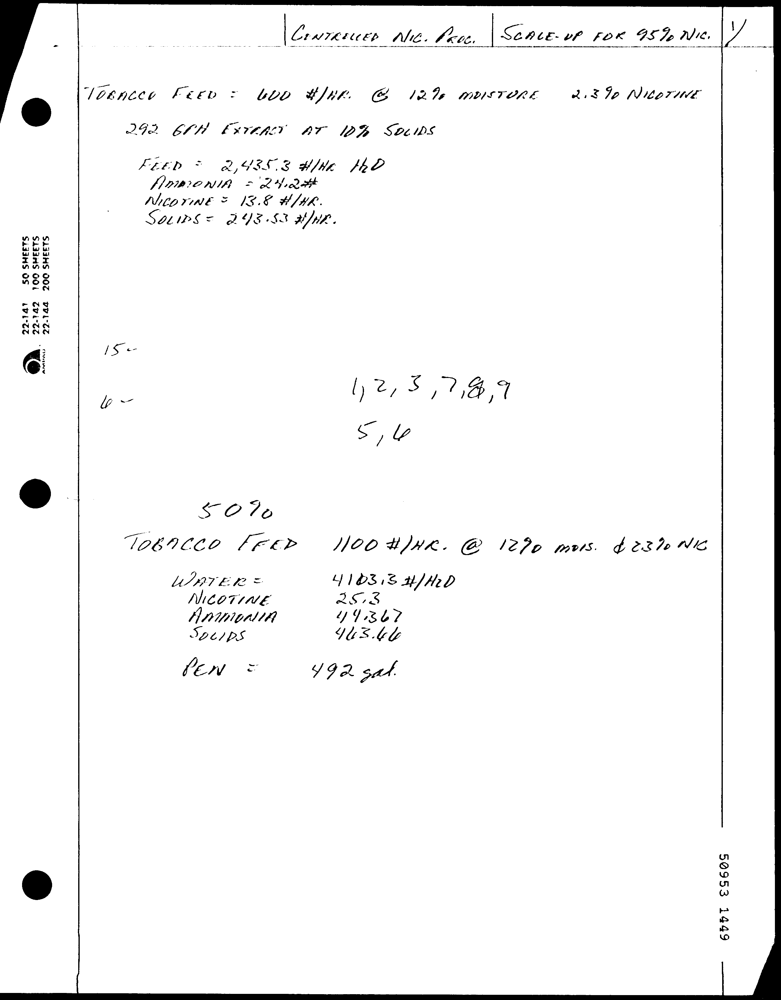 CONTROLLED NIC. PROC. SCALE-UP FOR 95% NIC. 1/
TOBACCO FEED = 600 #/HR. @ 12% MOISTURE 2.3% NICOTINE
292 GPH EXTRACT AT 10% SOLIDS
FEED = 2,435.3 #/HR H2O
AMMONIA = 24.2#
NICOTINE = 13.8 #/HR.
SOLIDS = 243.53 #/HR.
22-141 50 SHEETS
22-142 100 SHEETS
22-144 200 SHEETS
AMPAD
15 -
6 -
1, 2, 3, 7, 8, 9
5, 6
50%
TOBACCO FEED 1100 #/HR. @ 12% MOIS. & 2.3% NIC
WATER = 4103.3 #/H2O
NICOTINE 25.3
AMMONIA 44.367
SOLIDS 463.66
= 492 gal.
50953 1449